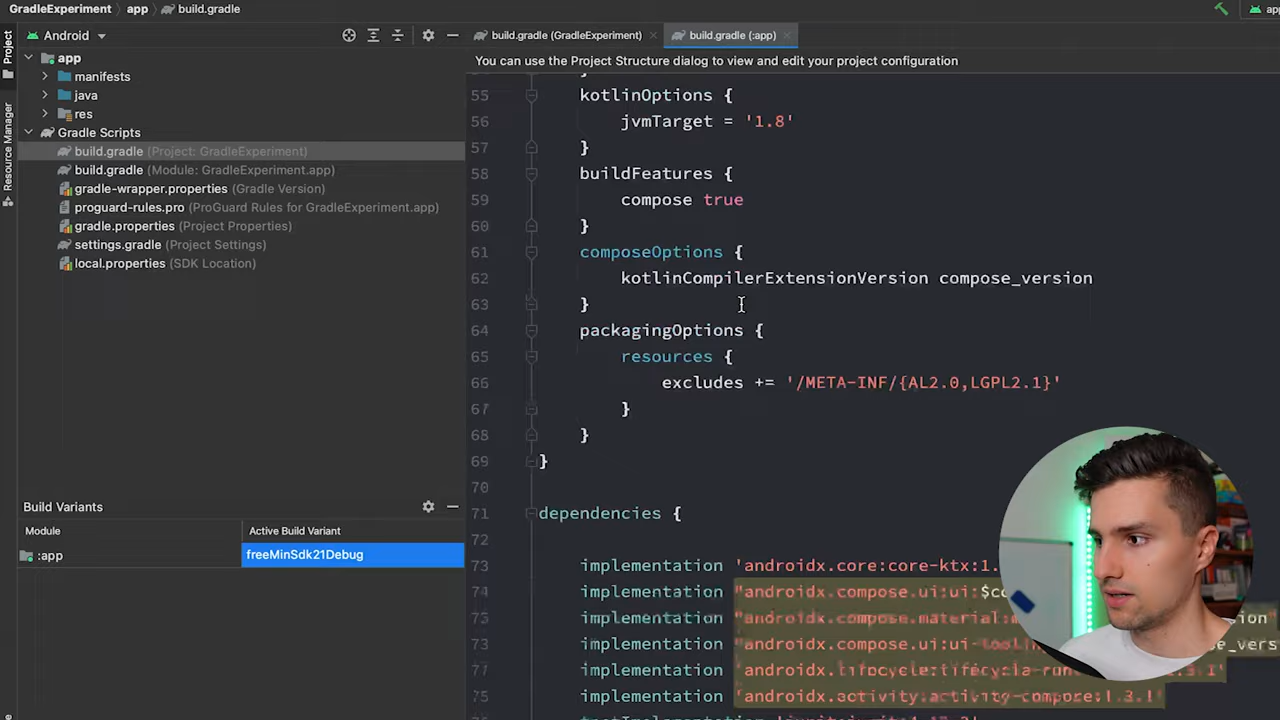 GradleExperiment app build.gradle
Android
build.gradle (GradleExperiment)
build.gradle (:app)
You can use the Project Structure dialog to view and edit your project configuration
Project
Resource Manager
app
manifests
java
res
Gradle Scripts
build.gradle (Project: GradleExperiment)
build.gradle (Module: GradleExperiment.app)
gradle-wrapper.properties (Gradle Version)
proguard-rules.pro (ProGuard Rules for GradleExperiment.app)
gradle.properties (Project Properties)
settings.gradle (Project Settings)
local.properties (SDK Location)
Build Variants
Module
Active Build Variant
:app
freeMinSdk21Debug
55 kotlinOptions {
56 jvmTarget = '1.8'
57 }
58 buildFeatures {
59 compose true
60 }
61 composeOptions {
62 kotlinCompilerExtensionVersion compose_version
63 }
64 packagingOptions {
65 resources {
66 excludes += '/META-INF/{AL2.0,LGPL2.1}'
67 }
68 }
69 }
70
71 dependencies {
72
73 implementation 'androidx.core:core-ktx:1.
74 implementation "androidx.compose.ui:ui:$co
implementation "androidx.compose.material:
implementation "androidx.compose.ui:ui-
77 implementation
implementation 'androidx.activity:activity-compose:1.3.1'